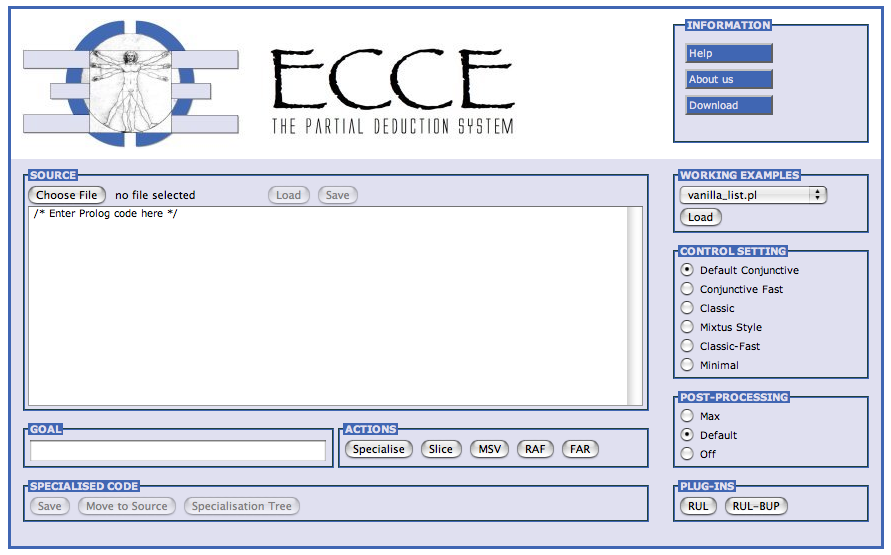 ECCE
THE PARTIAL DEDUCTION SYSTEM
INFORMATION
Help
About us
Download
SOURCE
Choose File no file selected Load Save
/* Enter Prolog code here */
WORKING EXAMPLES
vanilla_list.pl
Load
CONTROL SETTING
Default Conjunctive
Conjunctive Fast
Classic
Mixtus Style
Classic-Fast
Minimal
POST-PROCESSING
Max
Default
Off
GOAL
ACTIONS
Specialise Slice MSV RAF FAR
SPECIALISED CODE
Save Move to Source Specialisation Tree
PLUG-INS
RUL RUL-BUP